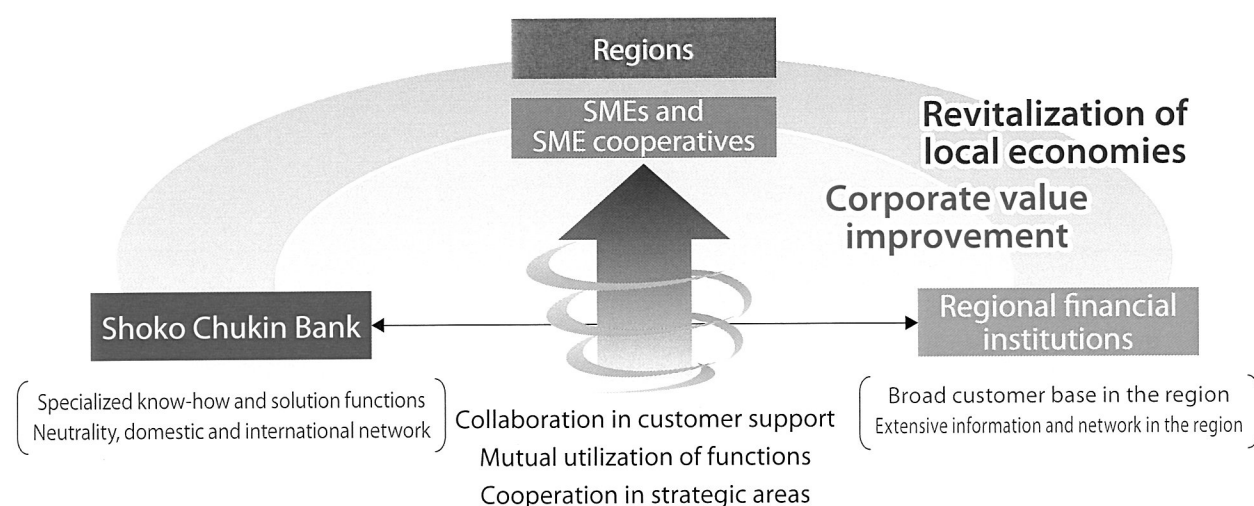 Regions
SMEs and
SME cooperatives
Revitalization of
local economies
Corporate value
improvement
Shoko Chukin Bank
Regional financial
institutions
Specialized know-how and solution functions
Neutrality, domestic and international network
Broad customer base in the region
Extensive information and network in the region
Collaboration in customer support
Mutual utilization of functions
Cooperation in strategic areas